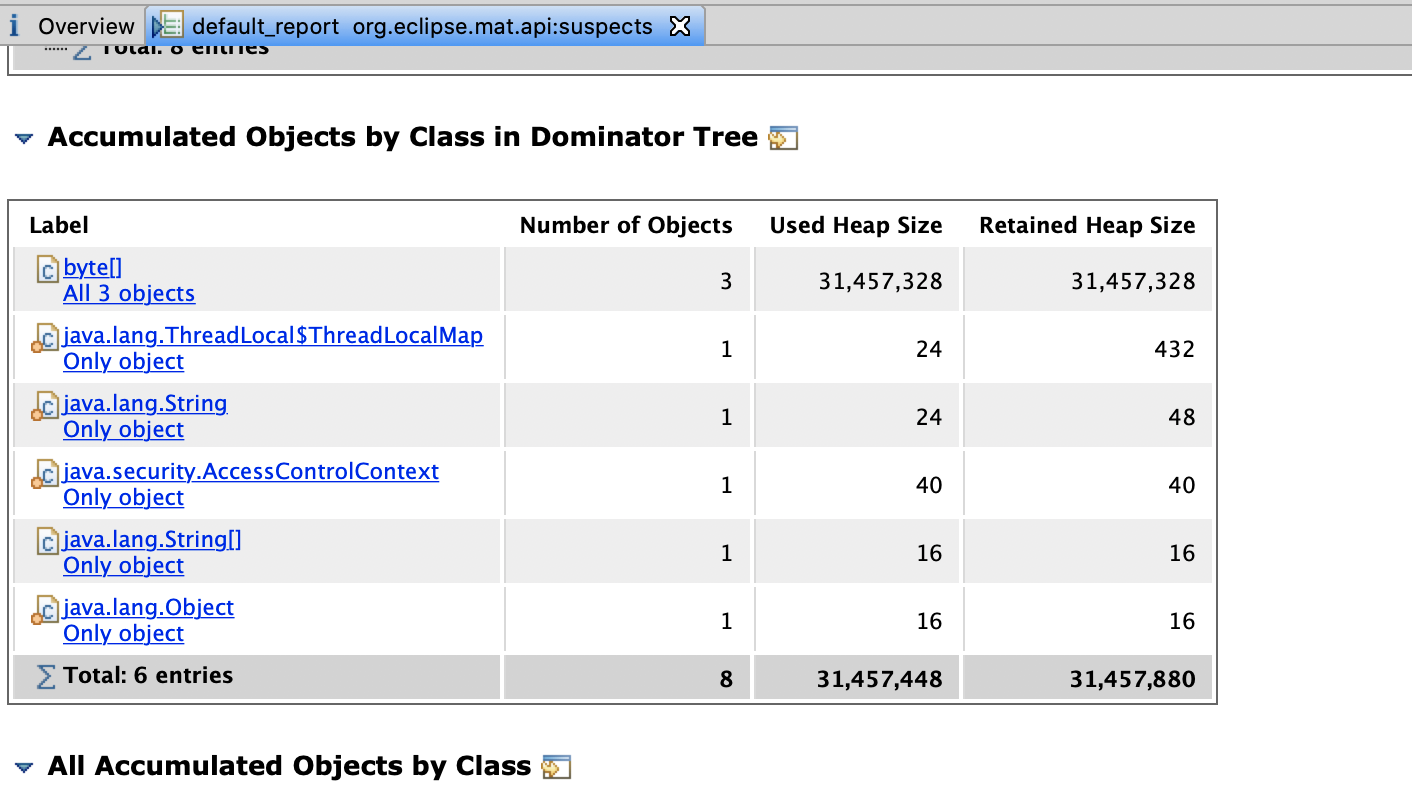 i Overview default_report org.eclipse.mat.api:suspects
Σ Total: 8 entries
Accumulated Objects by Class in Dominator Tree
Label Number of Objects Used Heap Size Retained Heap Size
byte[]
All 3 objects
3 31,457,328 31,457,328
java.lang.ThreadLocal$ThreadLocalMap
Only object
1 24 432
java.lang.String
Only object
1 24 48
java.security.AccessControlContext
Only object
1 40 40
java.lang.String[]
Only object
1 16 16
java.lang.Object
Only object
1 16 16
Σ Total: 6 entries 8 31,457,448 31,457,880
All Accumulated Objects by Class